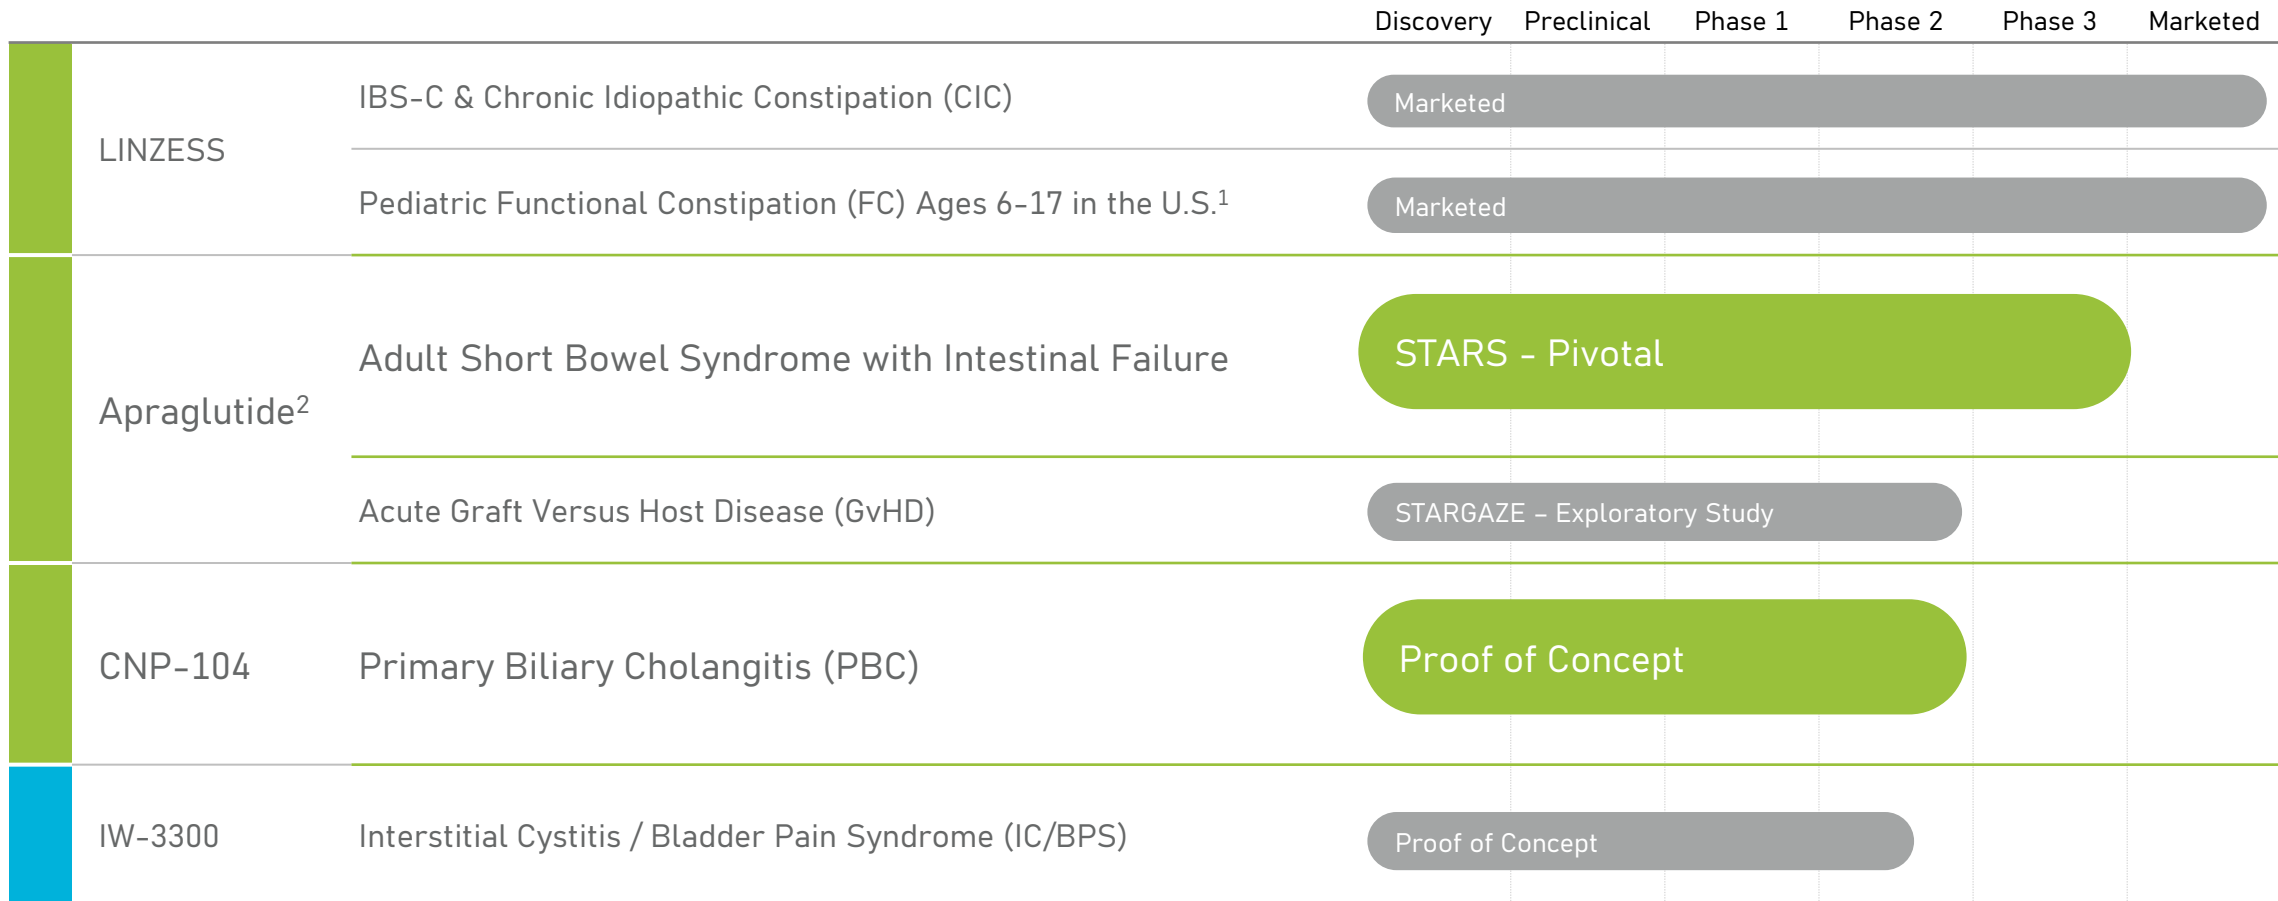 Discovery Preclinical Phase 1 Phase 2 Phase 3 Marketed
LINZESS
IBS-C & Chronic Idiopathic Constipation (CIC)
Marketed
Pediatric Functional Constipation (FC) Ages 6-17 in the U.S.¹
Marketed
Apraglutide²
Adult Short Bowel Syndrome with Intestinal Failure
STARS - Pivotal
Acute Graft Versus Host Disease (GvHD)
STARGAZE – Exploratory Study
CNP-104
Primary Biliary Cholangitis (PBC)
Proof of Concept
IW-3300
Interstitial Cystitis / Bladder Pain Syndrome (IC/BPS)
Proof of Concept